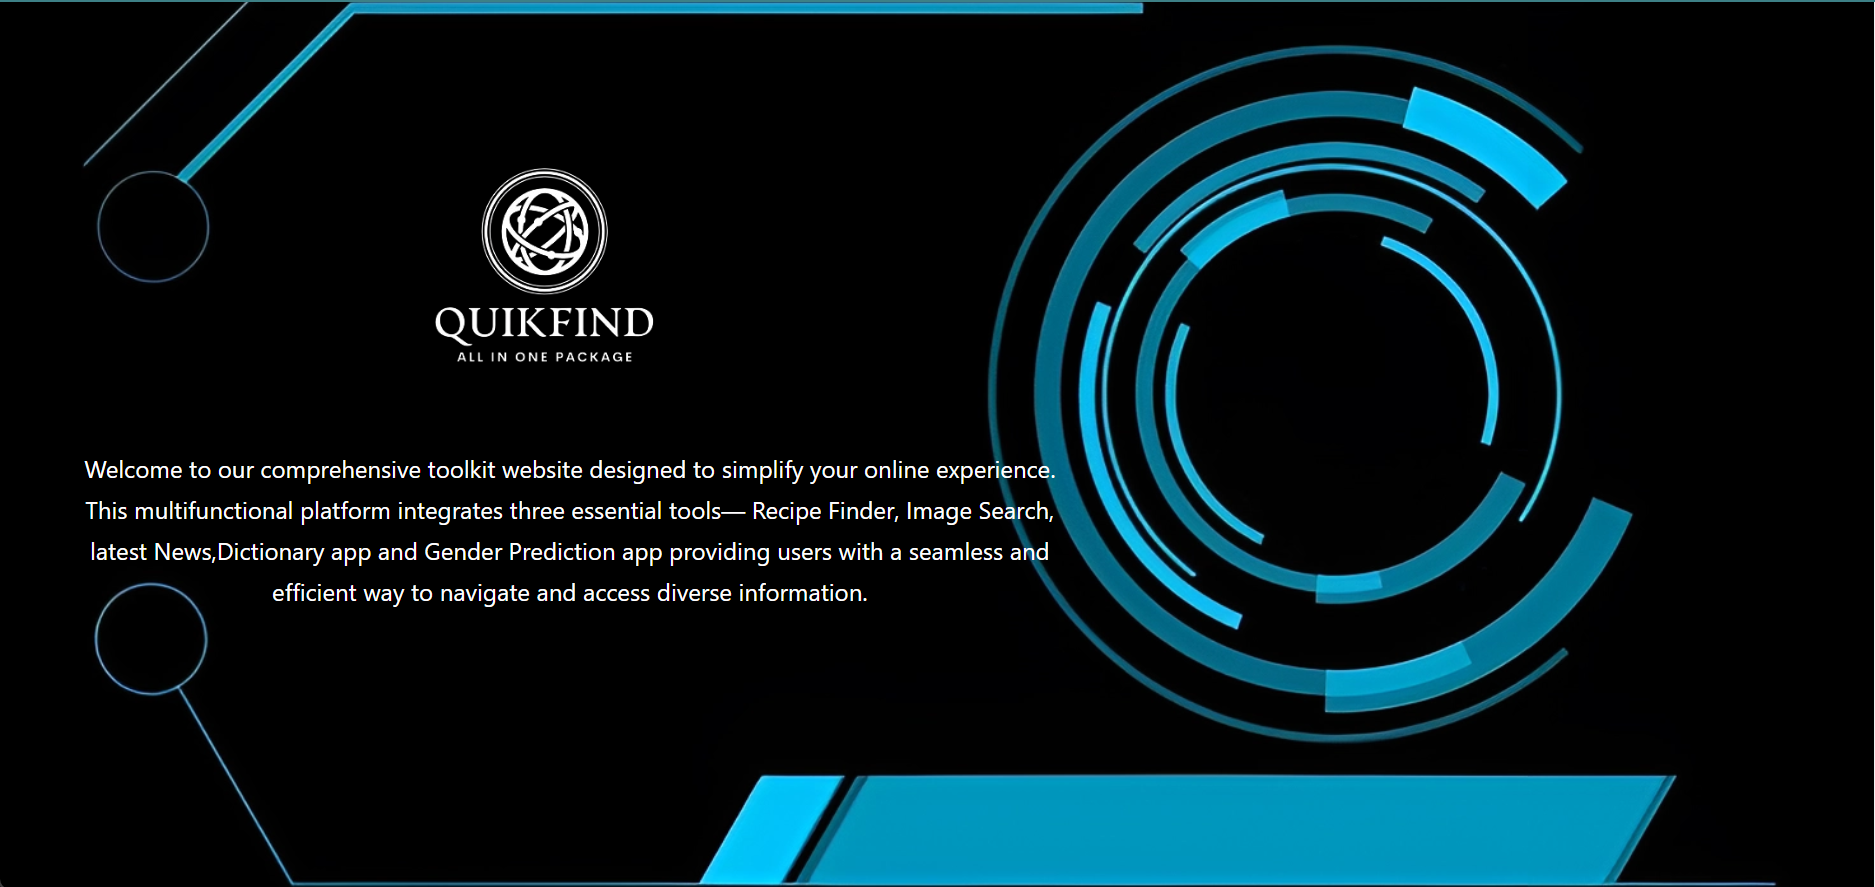 QUIKFIND
ALL IN ONE PACKAGE
Welcome to our comprehensive toolkit website designed to simplify your online experience.
This multifunctional platform integrates three essential tools— Recipe Finder, Image Search,
latest News,Dictionary app and Gender Prediction app providing users with a seamless and
efficient way to navigate and access diverse information.